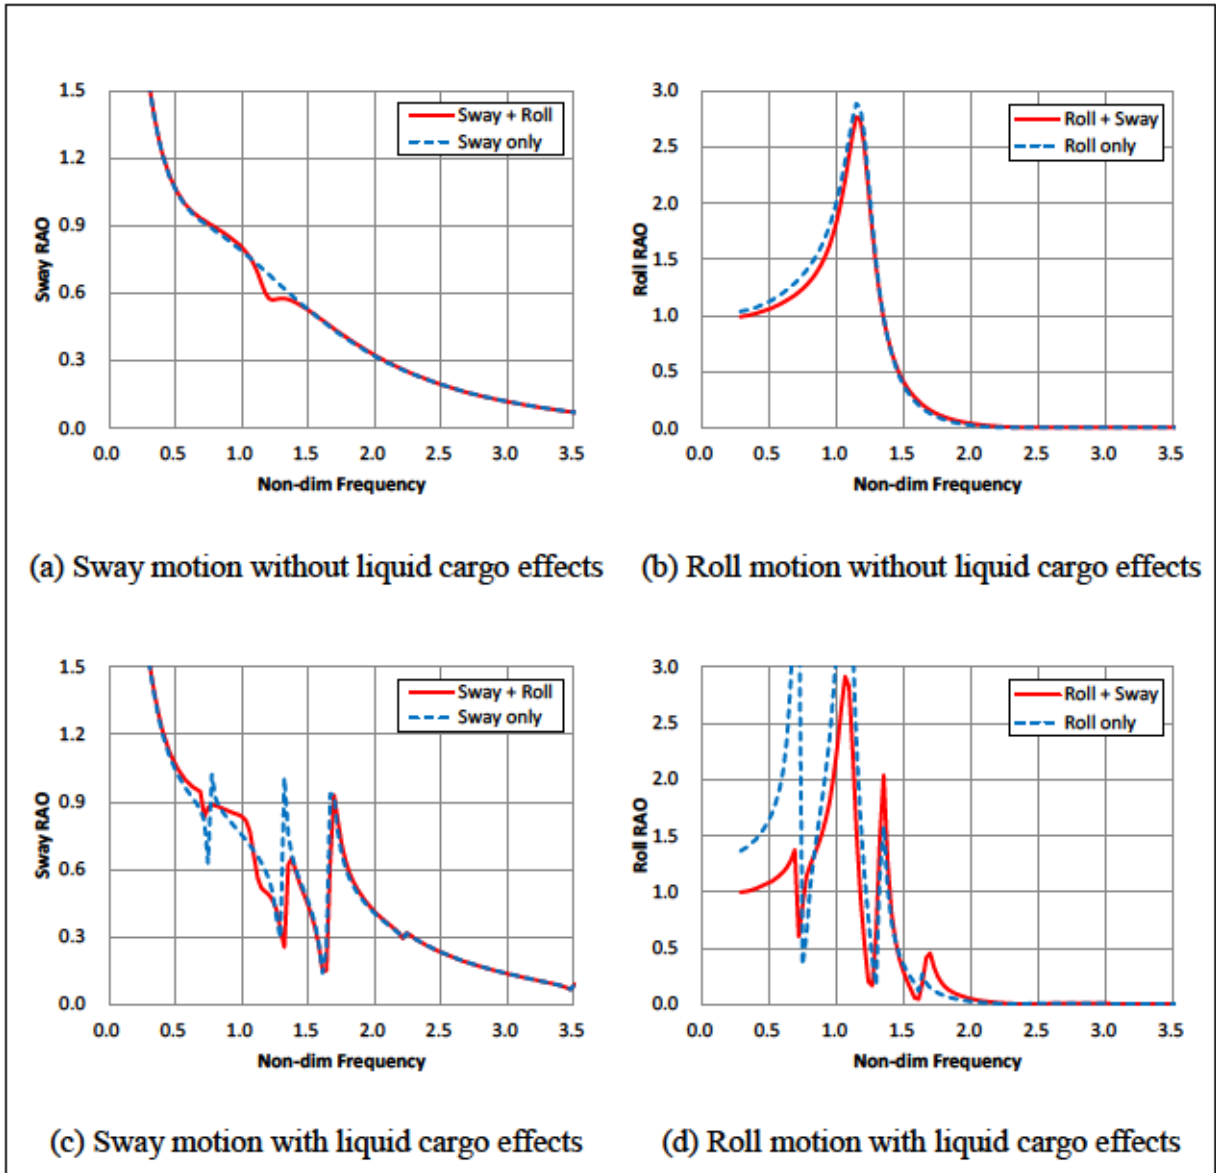 1.5
1.2
0.9
0.6
0.3
0.0
Sway RAO
Sway + Roll
Sway only
0.0 0.5 1.0 1.5 2.0 2.5 3.0 3.5
Non-dim Frequency
3.0
2.5
2.0
1.5
1.0
0.5
0.0
Roll RAO
Roll + Sway
Roll only
0.0 0.5 1.0 1.5 2.0 2.5 3.0 3.5
Non-dim Frequency
(a) Sway motion without liquid cargo effects
(b) Roll motion without liquid cargo effects
1.5
1.2
0.9
0.6
0.3
0.0
Sway RAO
Sway + Roll
Sway only
0.0 0.5 1.0 1.5 2.0 2.5 3.0 3.5
Non-dim Frequency
3.0
2.5
2.0
1.5
1.0
0.5
0.0
Roll RAO
Roll + Sway
Roll only
0.0 0.5 1.0 1.5 2.0 2.5 3.0 3.5
Non-dim Frequency
(c) Sway motion with liquid cargo effects
(d) Roll motion with liquid cargo effects